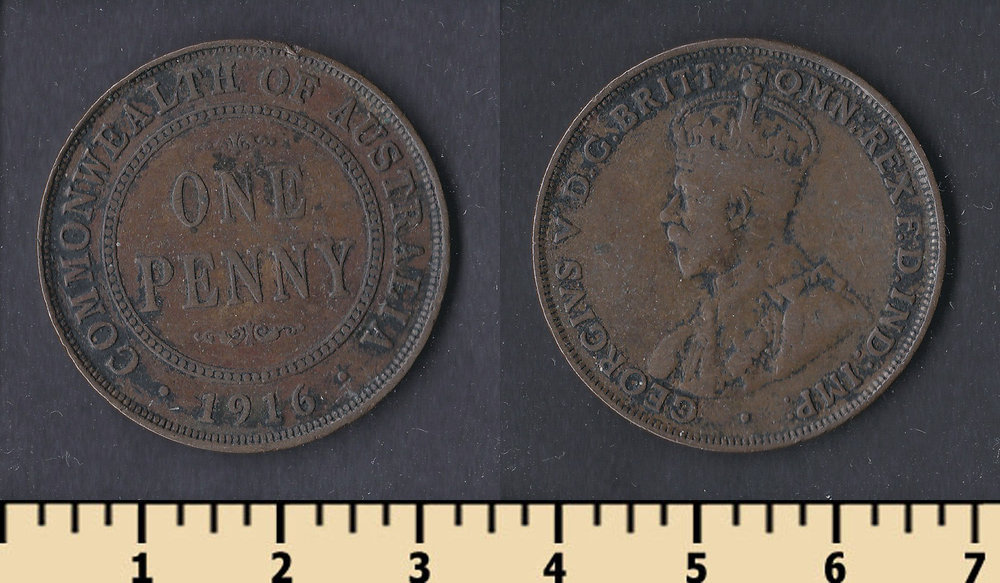 COMMONWEALTH OF AUSTRALIA
ONE
PENNY
· 1916 ·
GEORGIVS V D.G.BRITT: OMN:REX F.D.IND:IMP:
1 2 3 4 5 6 7